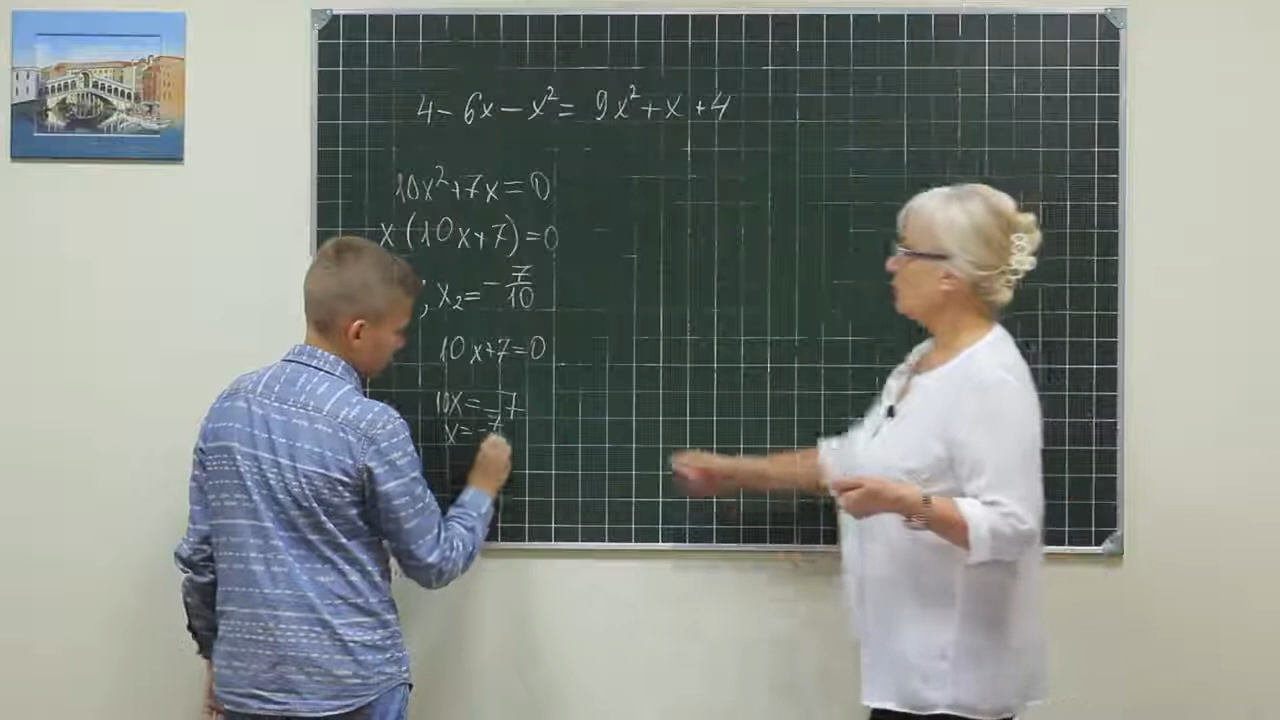 4 - 6x - x² = 9x² + x + 4
10x² + 7x = 0
x(10x+7)=0
; x₂ = -7/10
10x+7=0
10x = -7
x = -7